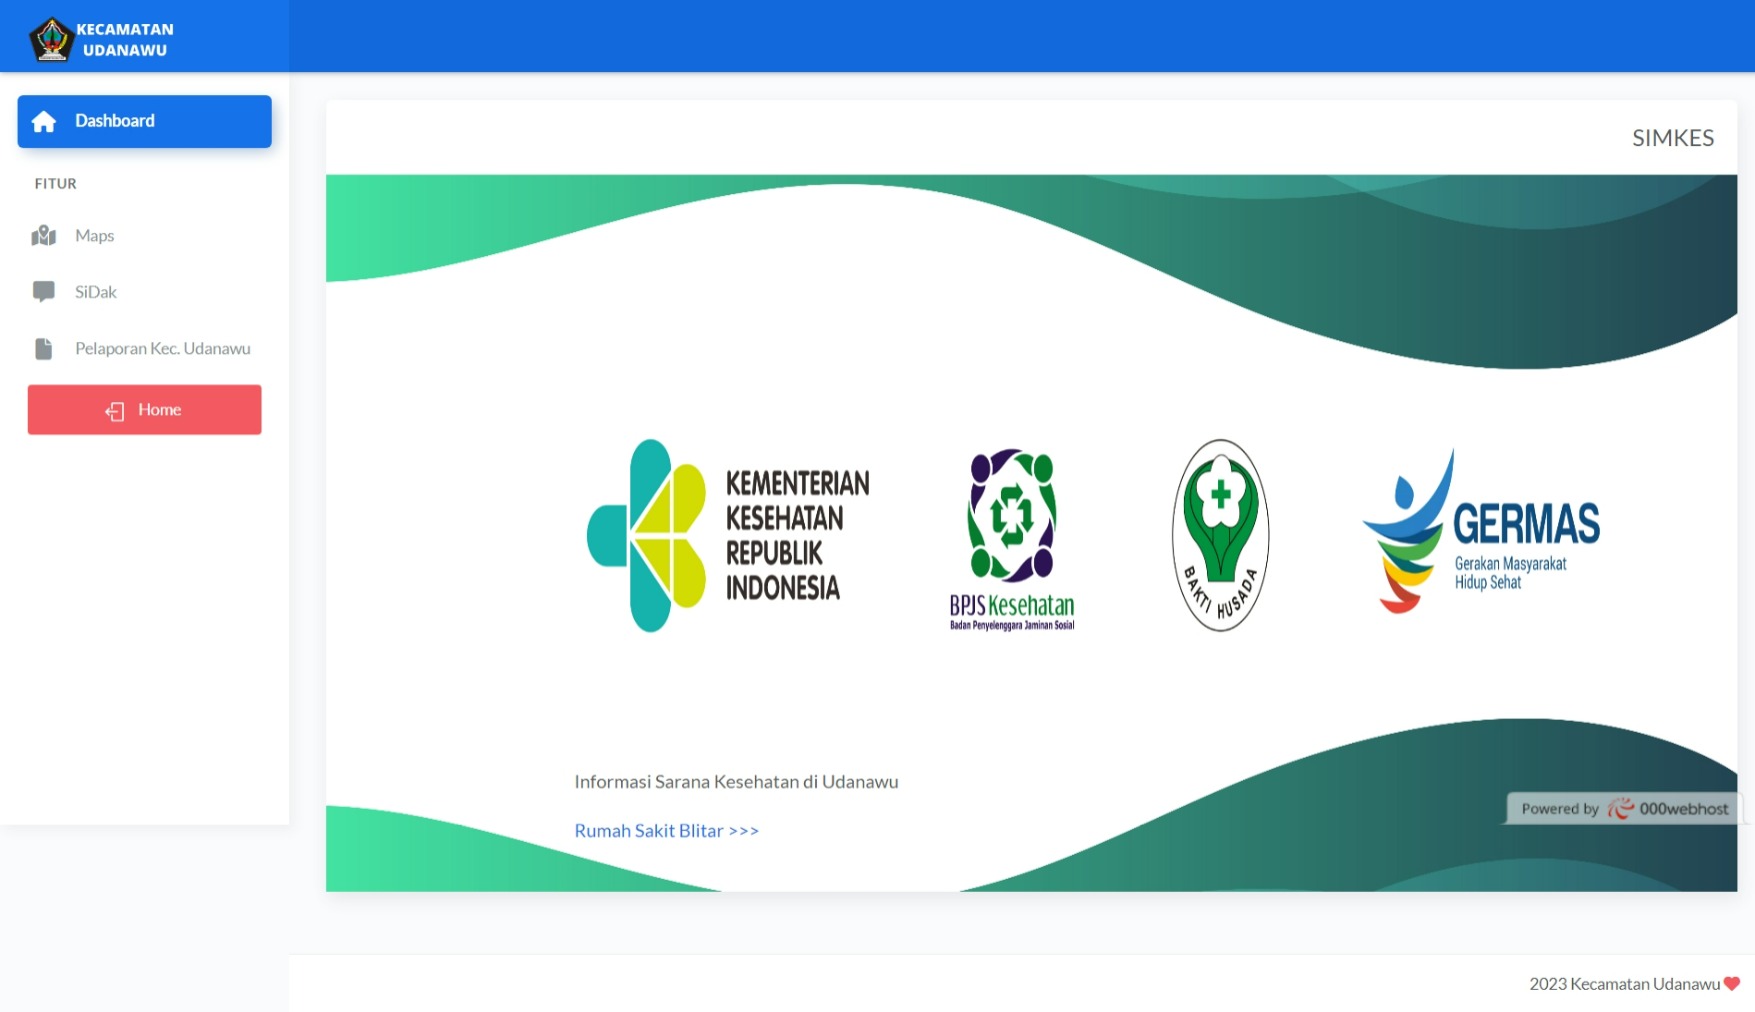 KECAMATAN
UDANAWU
Dashboard
FITUR
Maps
SiDak
Pelaporan Kec. Udanawu
Home
SIMKES
KEMENTERIAN
KESEHATAN
REPUBLIK
INDONESIA
BPJS Kesehatan
Badan Penyelenggara Jaminan Sosial
BAKTI HUSADA
GERMAS
Gerakan Masyarakat
Hidup Sehat
Informasi Sarana Kesehatan di Udanawu
Rumah Sakit Blitar >>>
Powered by 000webhost
2023 Kecamatan Udanawu